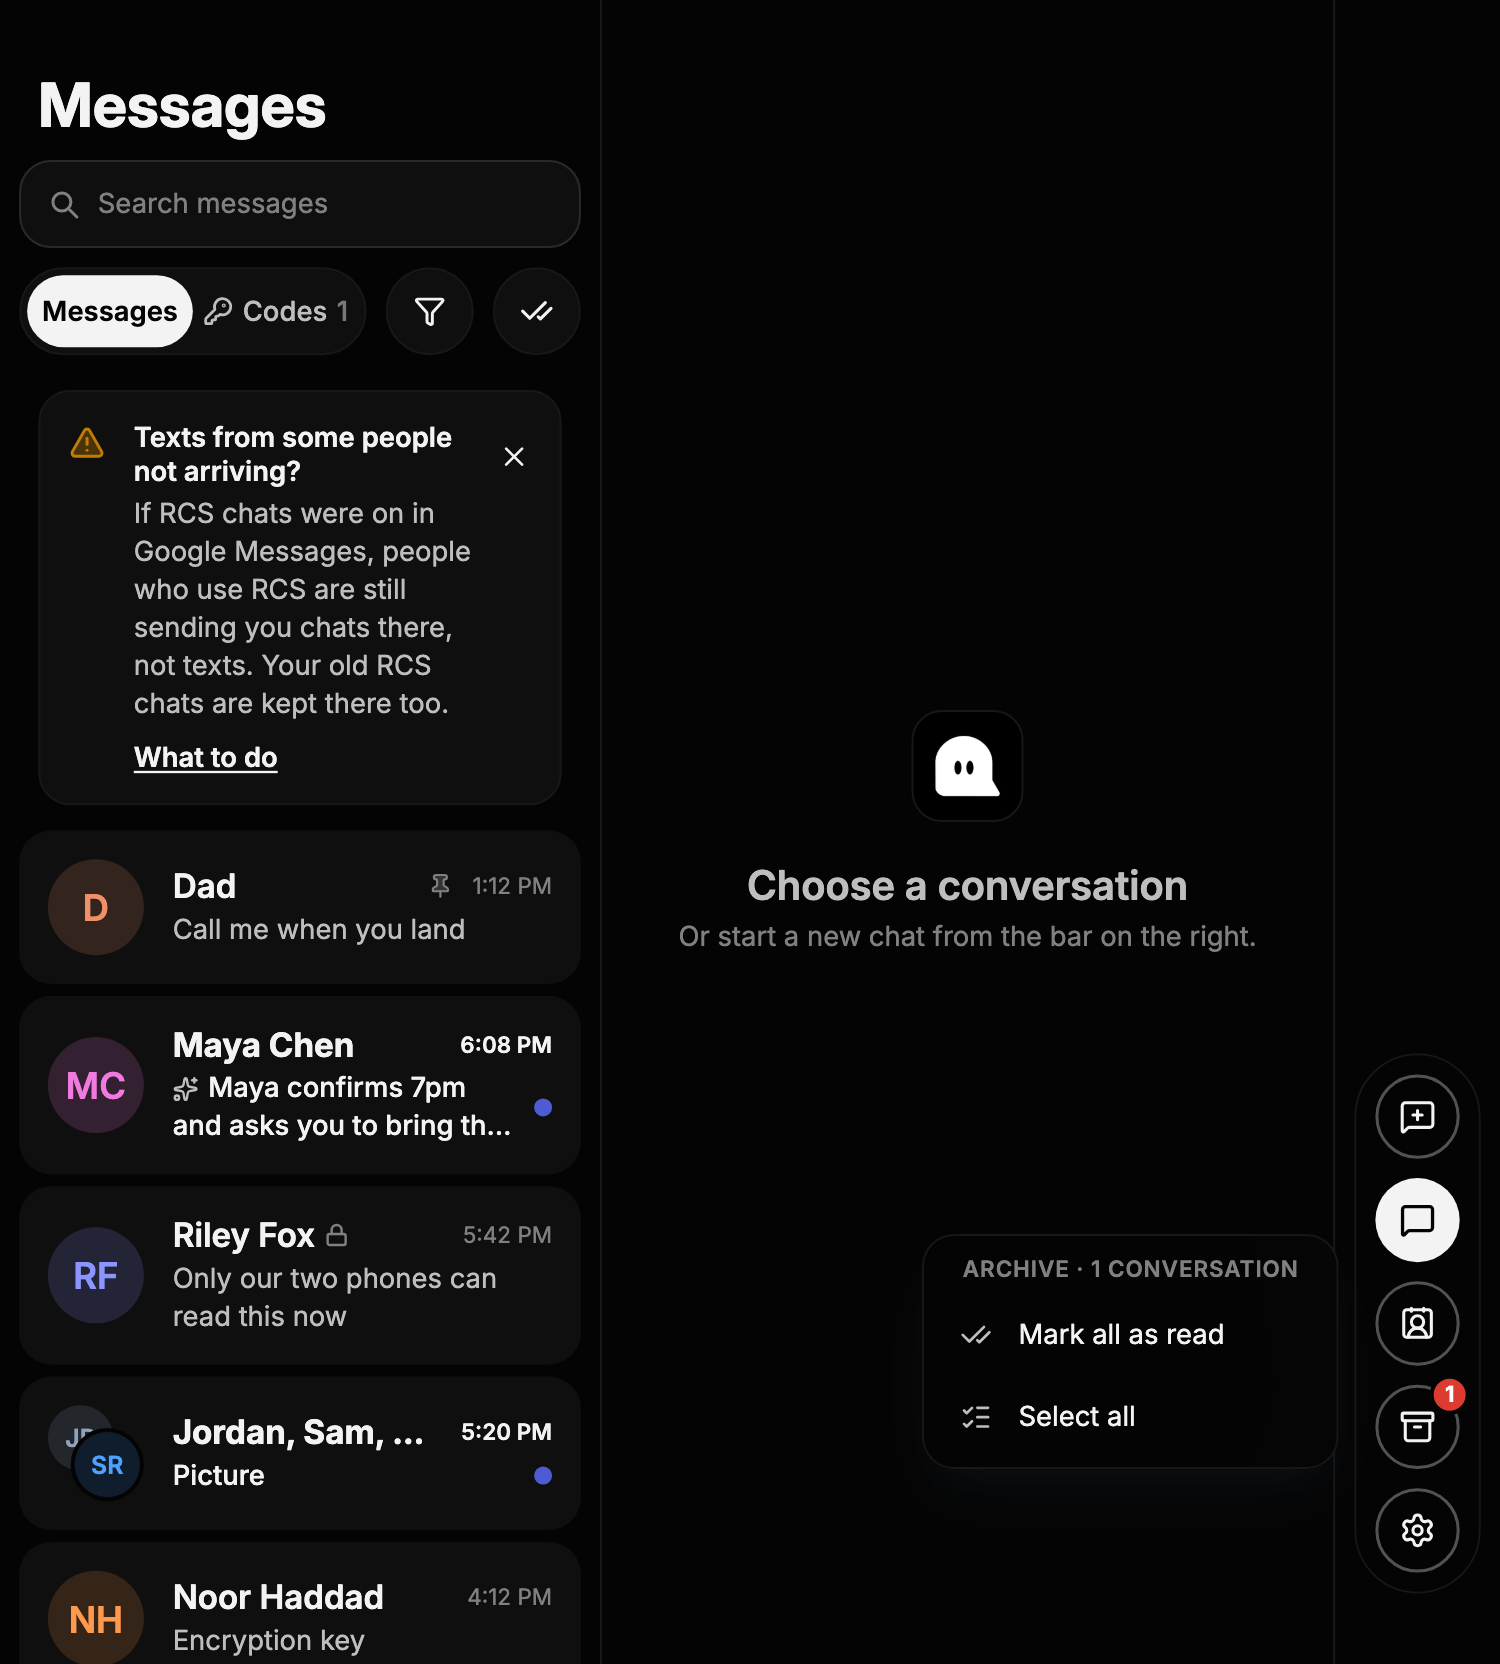 Messages
Search messages
Messages
Codes 1
Texts from some people
not arriving?
If RCS chats were on in
Google Messages, people
who use RCS are still
sending you chats there,
not texts. Your old RCS
chats are kept there too.
What to do
D
Dad
1:12 PM
Call me when you land
MC
Maya Chen
6:08 PM
Maya confirms 7pm
and asks you to bring th...
RF
Riley Fox
5:42 PM
Only our two phones can
read this now
SR
Jordan, Sam, ...
5:20 PM
Picture
NH
Noor Haddad
4:12 PM
Encryption key
Choose a conversation
Or start a new chat from the bar on the right.
ARCHIVE · 1 CONVERSATION
Mark all as read
Select all
1